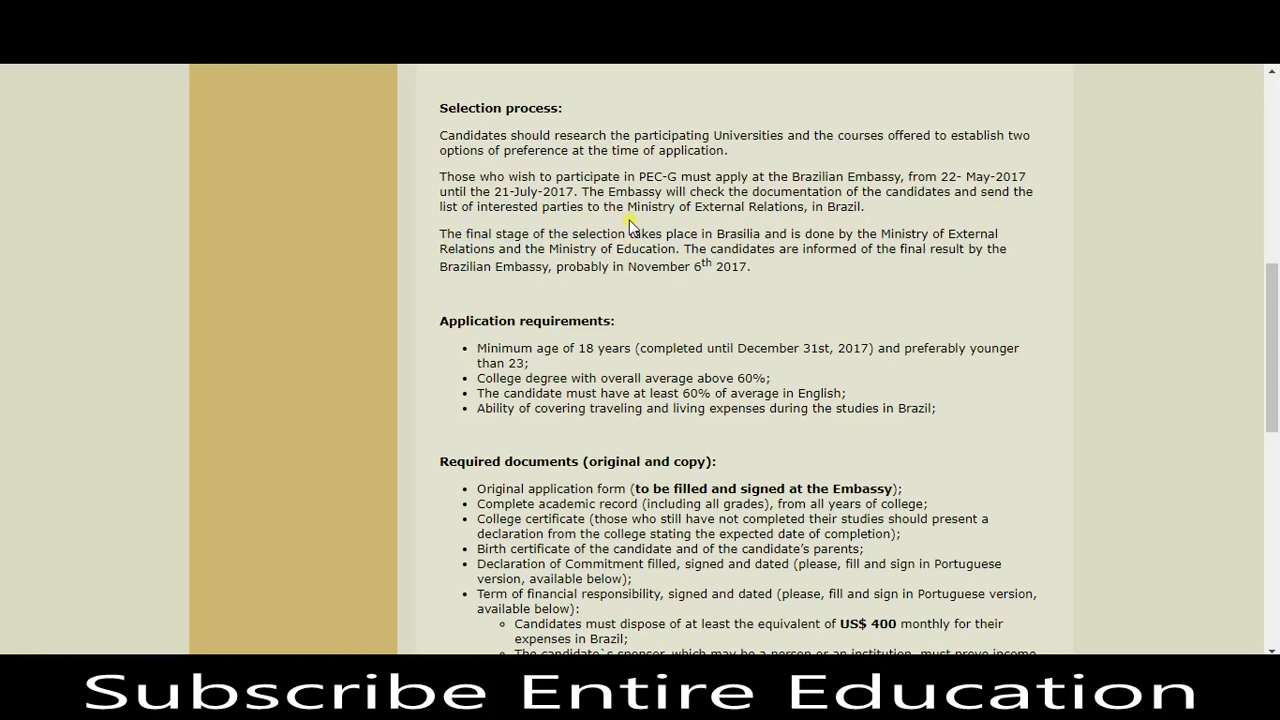 Selection process:
Candidates should research the participating Universities and the courses offered to establish two
options of preference at the time of application.
Those who wish to participate in PEC-G must apply at the Brazilian Embassy, from 22- May-2017
until the 21-July-2017. The Embassy will check the documentation of the candidates and send the
list of interested parties to the Ministry of External Relations, in Brazil.
The final stage of the selection takes place in Brasilia and is done by the Ministry of External
Relations and the Ministry of Education. The candidates are informed of the final result by the
Brazilian Embassy, probably in November 6th 2017.
Application requirements:
• Minimum age of 18 years (completed until December 31st, 2017) and preferably younger
than 23;
• College degree with overall average above 60%;
• The candidate must have at least 60% of average in English;
• Ability of covering traveling and living expenses during the studies in Brazil;
Required documents (original and copy):
• Original application form (to be filled and signed at the Embassy);
• Complete academic record (including all grades), from all years of college;
• College certificate (those who still have not completed their studies should present a
declaration from the college stating the expected date of completion);
• Birth certificate of the candidate and of the candidate’s parents;
• Declaration of Commitment filled, signed and dated (please, fill and sign in Portuguese
version, available below);
• Term of financial responsibility, signed and dated (please, fill and sign in Portuguese version,
available below):
◦ Candidates must dispose of at least the equivalent of US$ 400 monthly for their
expenses in Brazil;
◦ The candidate`s sponsor, which may be a person or an institution, must prove income
Subscribe Entire Education